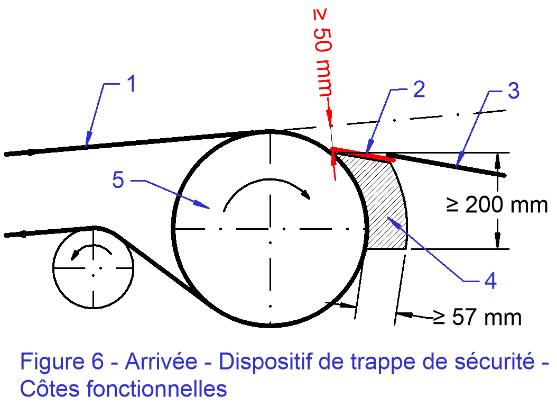 ≥ 50 mm
1
2
3
5
≥ 200 mm
4
≥ 57 mm
Figure 6 - Arrivée - Dispositif de trappe de sécurité -
Côtes fonctionnelles